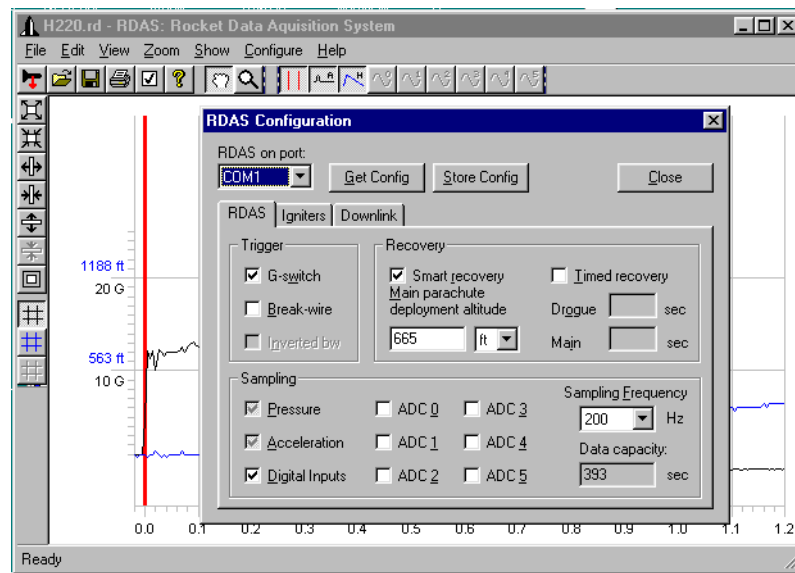 H220.rd - RDAS: Rocket Data Aquisition System
File Edit View Zoom Show Configure Help
RDAS Configuration
RDAS on port:
COM1 Get Config Store Config Close
RDAS Igniters Downlink
Trigger
G-switch
Break-wire
Inverted bw
Recovery
Smart recovery
Main parachute
deployment altitude
665 ft
Timed recovery
Drogue sec
Main sec
Sampling
Pressure ADC 0 ADC 3
Acceleration ADC 1 ADC 4
Digital Inputs ADC 2 ADC 5
Sampling Frequency
200 Hz
Data capacity:
393 sec
1188 ft
20 G
563 ft
10 G
0.0 0.1 0.2 0.3 0.4 0.5 0.6 0.7 0.8 0.9 1.0 1.1 1.2
Ready